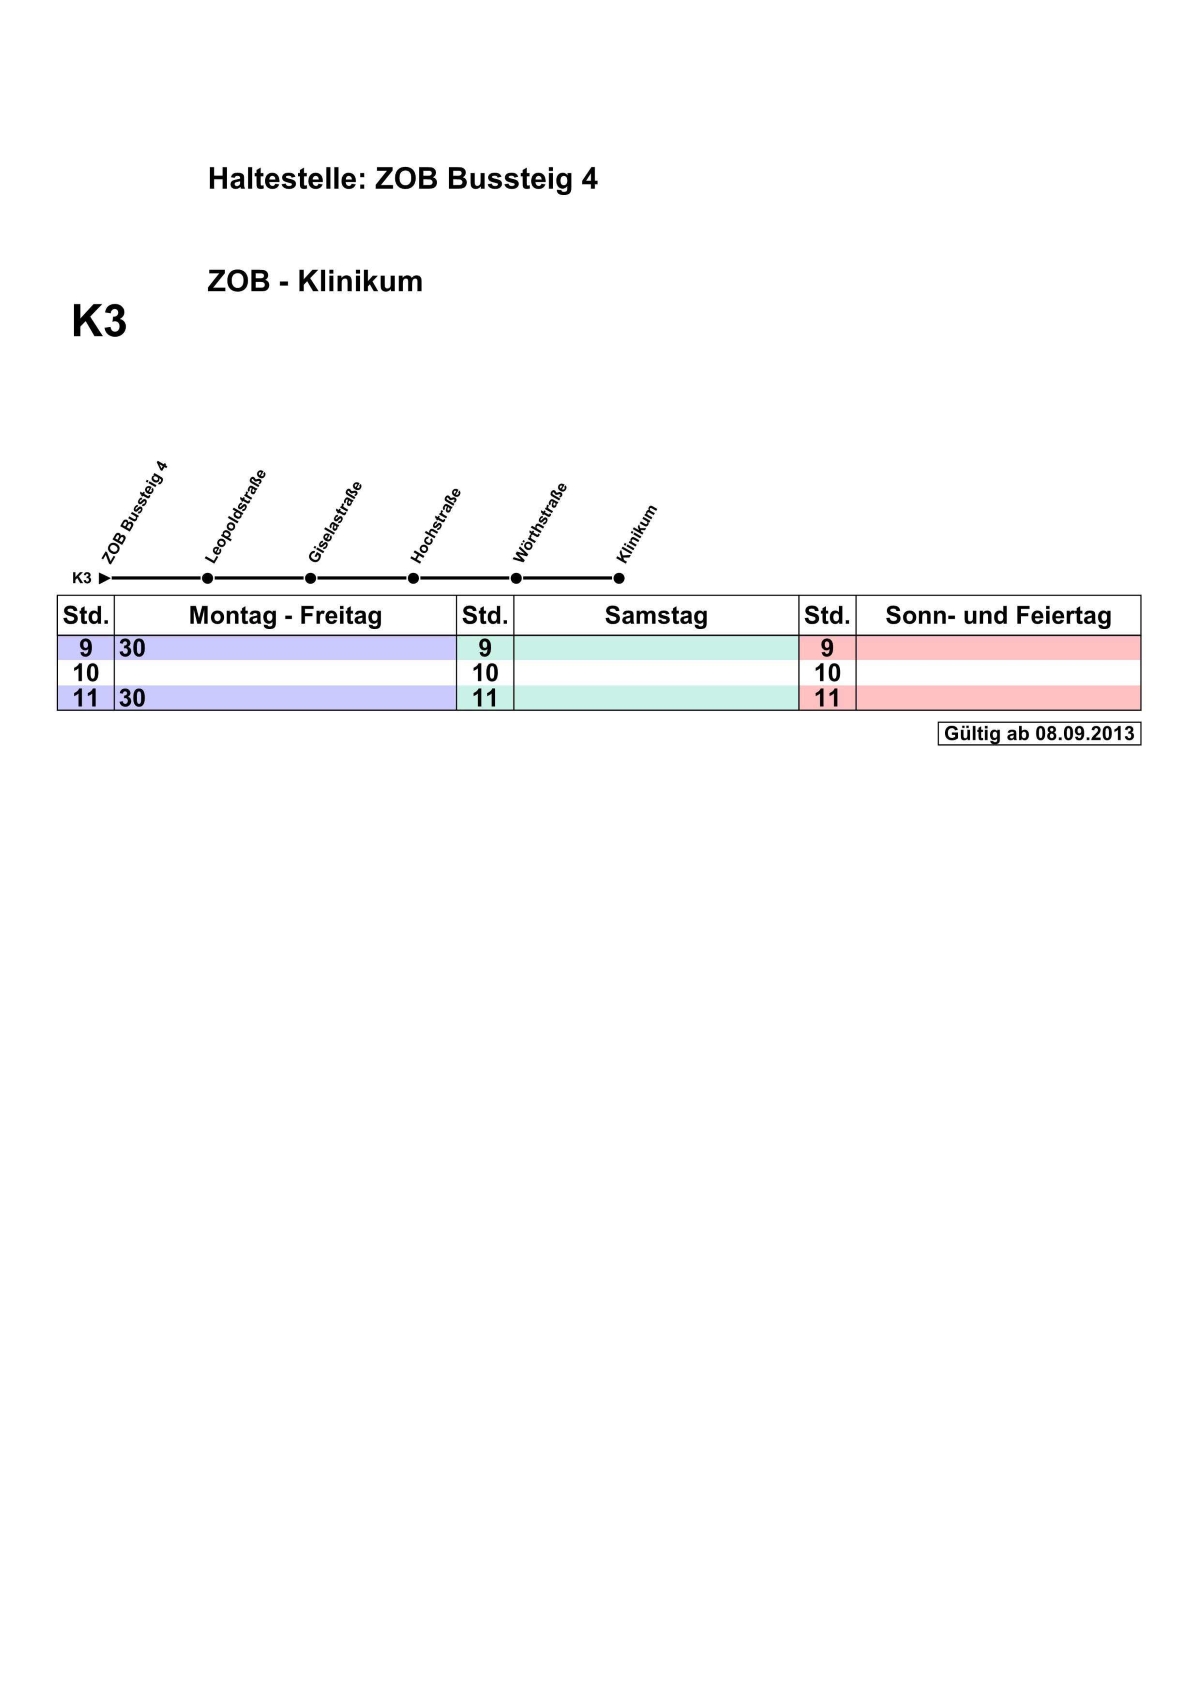 Haltestelle: ZOB Bussteig 4
ZOB - Klinikum
K3
ZOB Bussteig 4
Leopoldstraße
Giselastraße
Hochstraße
Wörthstraße
Klinikum
K3
Std. Montag - Freitag Std. Samstag Std. Sonn- und Feiertag
9 30 9 9
10 10 10
11 30 11 11
Gültig ab 08.09.2013